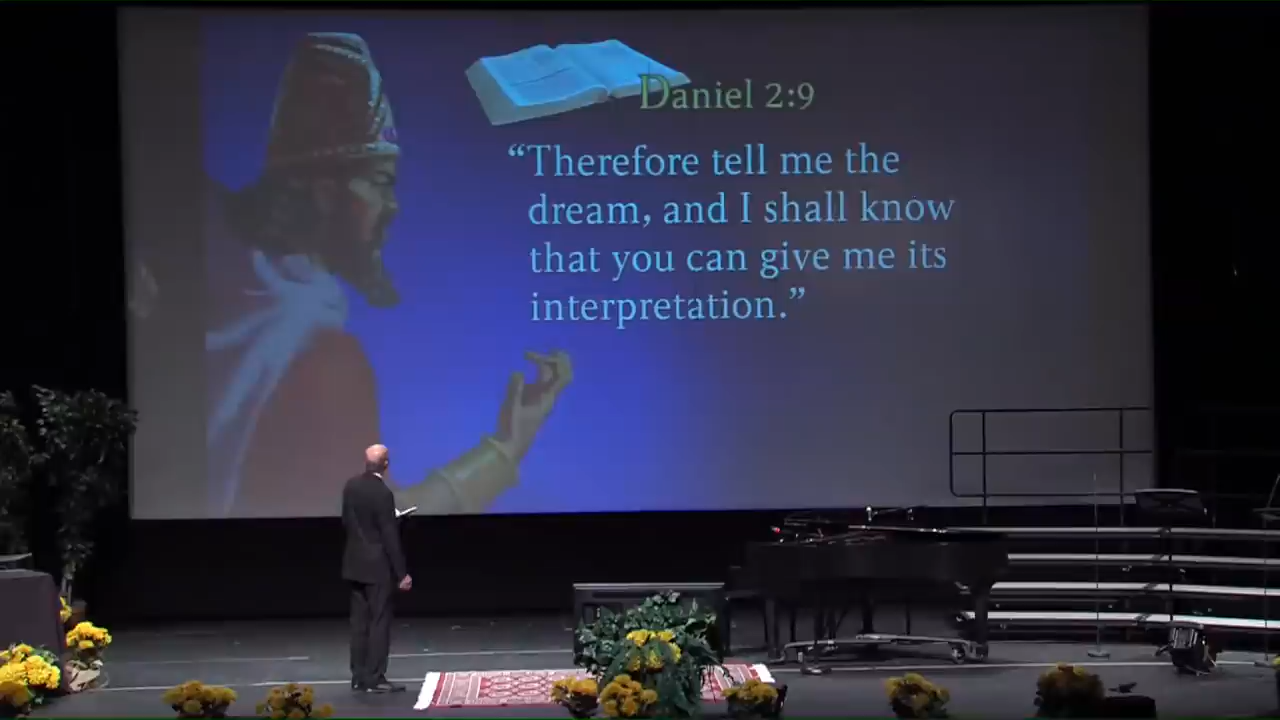 Daniel 2:9
“Therefore tell me the
dream, and I shall know
that you can give me its
interpretation.”